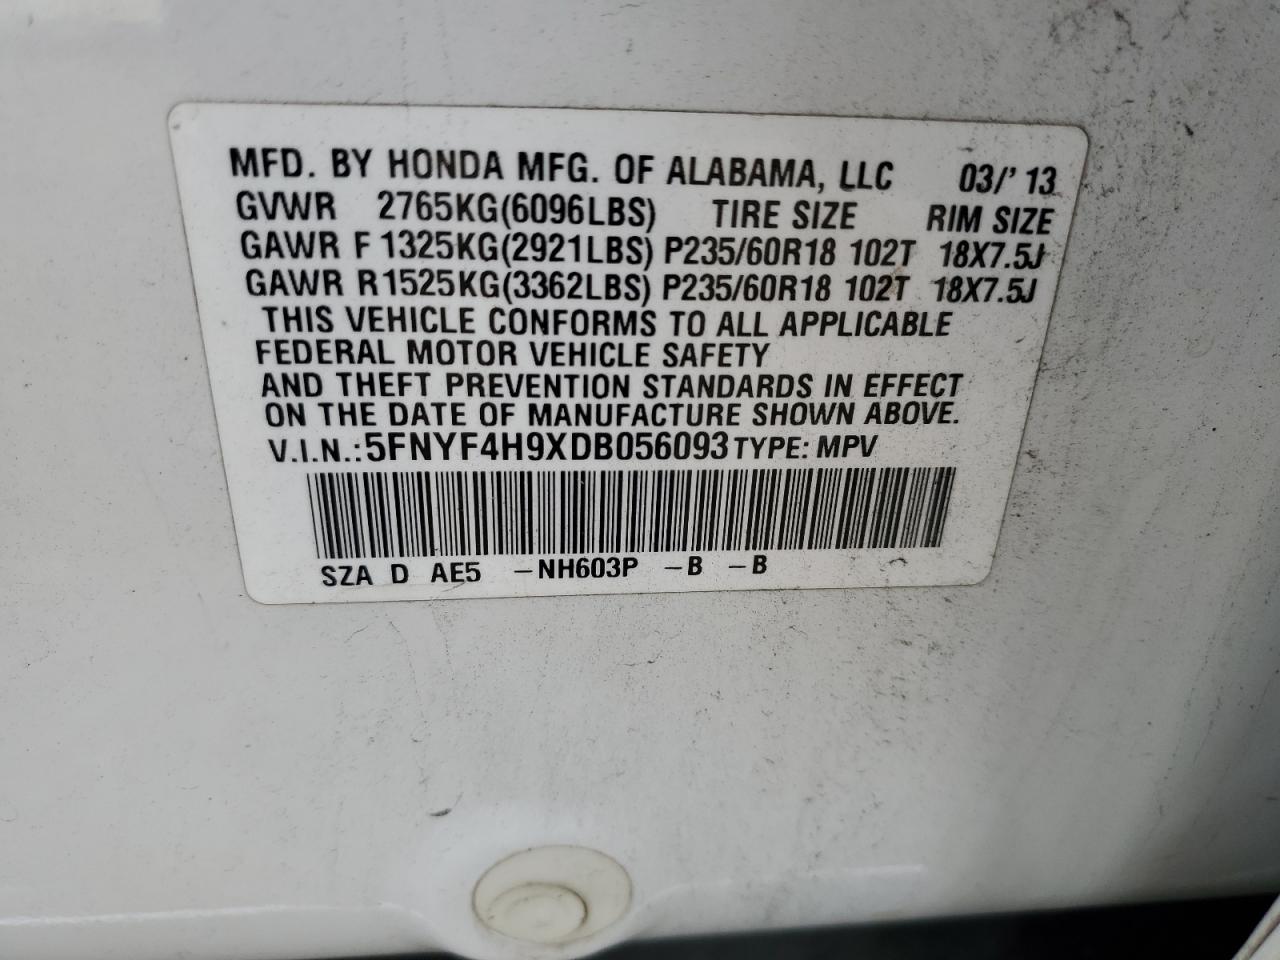 MFD. BY HONDA MFG. OF ALABAMA, LLC 03/'13
GVWR 2765KG(6096LBS) TIRE SIZE RIM SIZE
GAWR F 1325KG(2921LBS) P235/60R18 102T 18X7.5J
GAWR R 1525KG(3362LBS) P235/60R18 102T 18X7.5J
THIS VEHICLE CONFORMS TO ALL APPLICABLE
FEDERAL MOTOR VEHICLE SAFETY
AND THEFT PREVENTION STANDARDS IN EFFECT
ON THE DATE OF MANUFACTURE SHOWN ABOVE.
V.I.N.: 5FNYF4H9XDB056093 TYPE: MPV
SZA D AE5 -NH603P -B -B